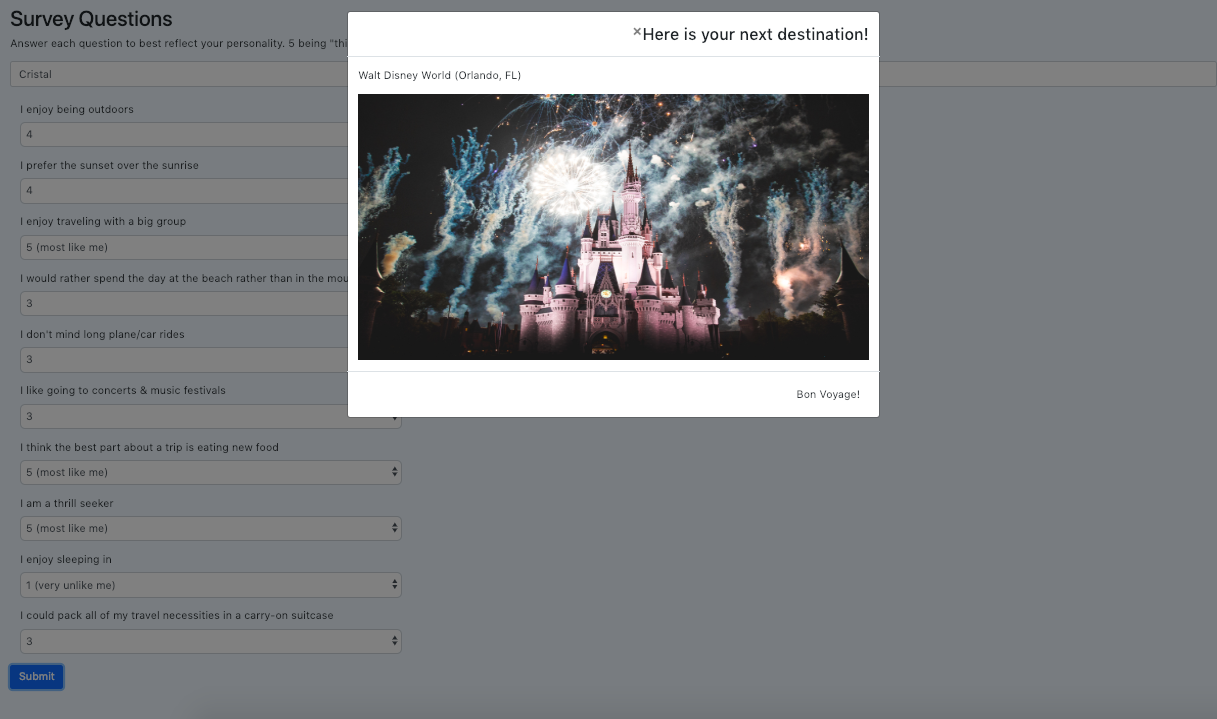 Survey Questions
Answer each question to best reflect your personality. 5 being "thi
Cristal
I enjoy being outdoors
4
I prefer the sunset over the sunrise
4
I enjoy traveling with a big group
5 (most like me)
I would rather spend the day at the beach rather than in the mou
3
I don't mind long plane/car rides
3
I like going to concerts & music festivals
3
I think the best part about a trip is eating new food
5 (most like me)
I am a thrill seeker
5 (most like me)
I enjoy sleeping in
1 (very unlike me)
I could pack all of my travel necessities in a carry-on suitcase
3
Submit
×Here is your next destination!
Walt Disney World (Orlando, FL)
Bon Voyage!